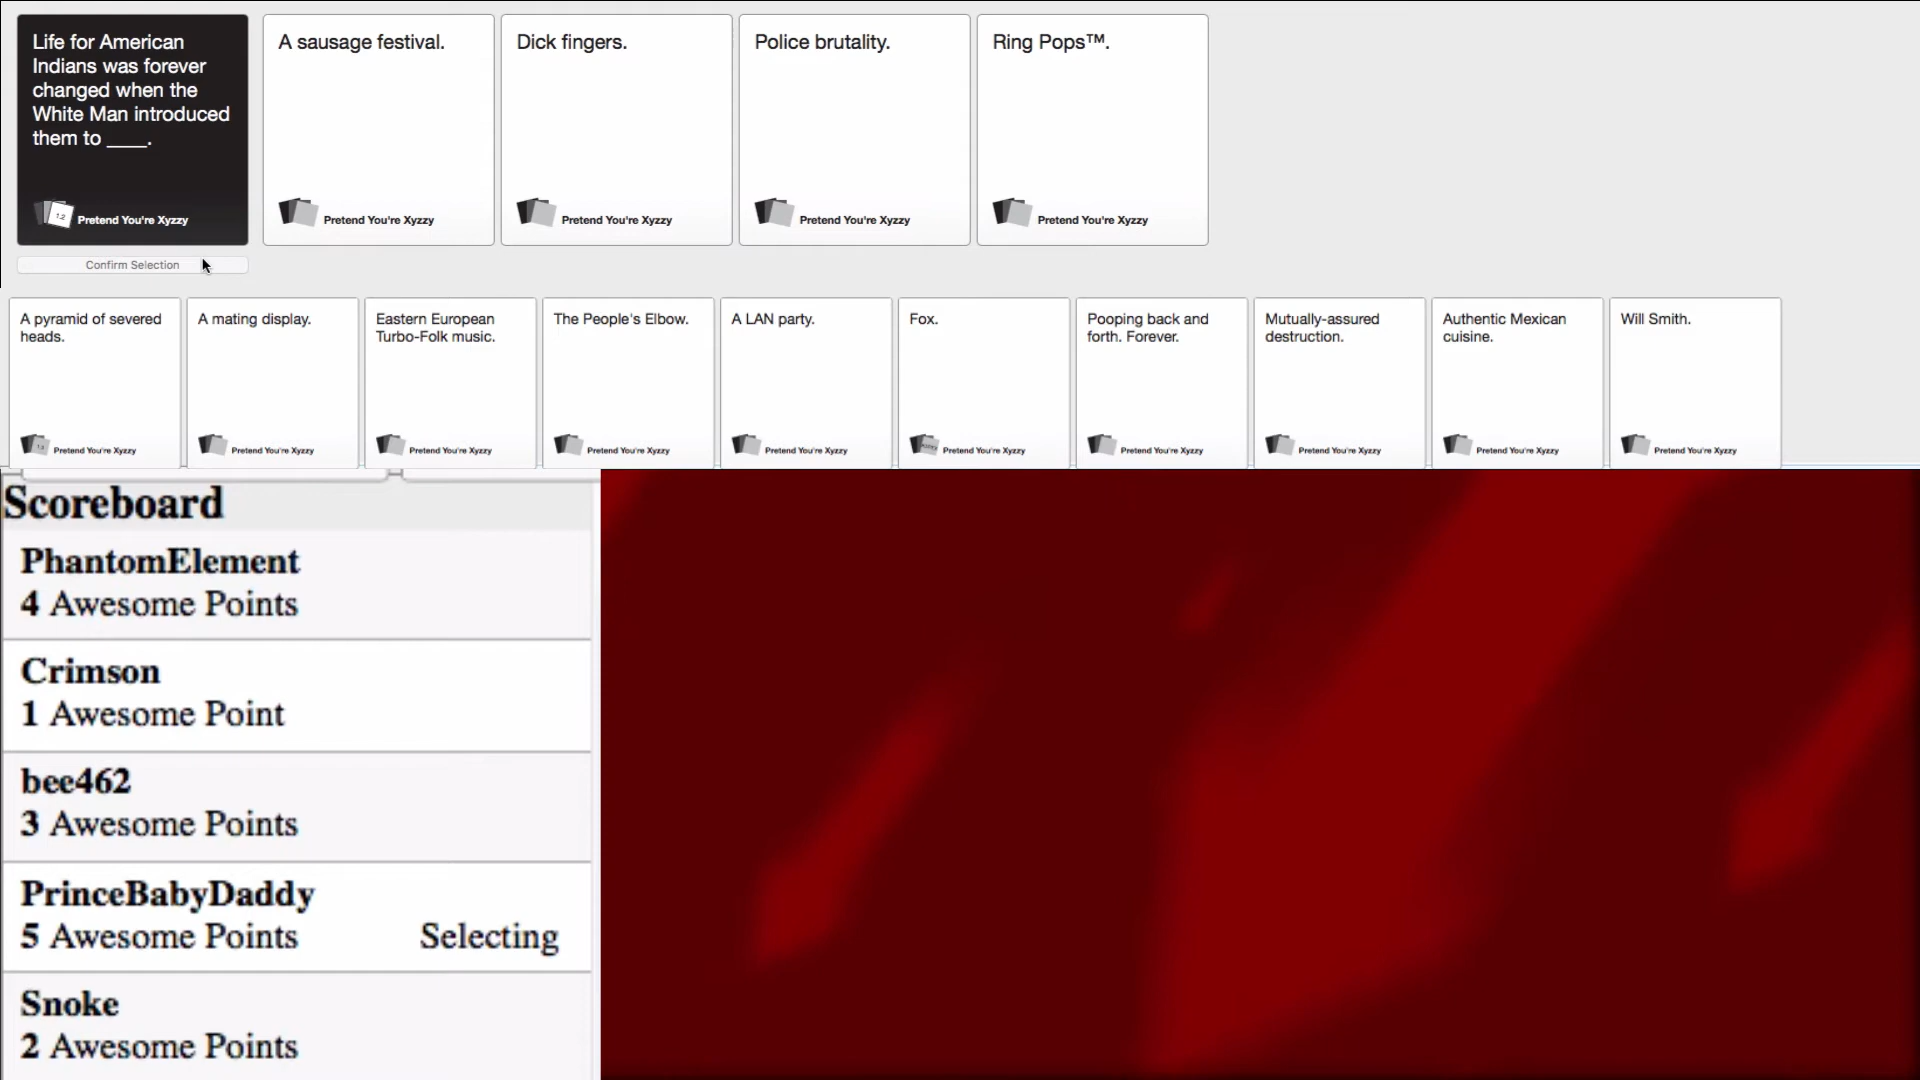 Life for American
Indians was forever
changed when the
White Man introduced
them to ____.
1.2
Pretend You're Xyzzy
Confirm Selection
A sausage festival.
Pretend You're Xyzzy
Dick fingers.
Pretend You're Xyzzy
Police brutality.
Pretend You're Xyzzy
Ring Pops™.
Pretend You're Xyzzy
A pyramid of severed
heads.
Pretend You're Xyzzy
A mating display.
Pretend You're Xyzzy
Eastern European
Turbo-Folk music.
Pretend You're Xyzzy
The People's Elbow.
Pretend You're Xyzzy
A LAN party.
Pretend You're Xyzzy
Fox.
Pretend You're Xyzzy
Pooping back and
forth. Forever.
Pretend You're Xyzzy
Mutually-assured
destruction.
Pretend You're Xyzzy
Authentic Mexican
cuisine.
Pretend You're Xyzzy
Will Smith.
Pretend You're Xyzzy
Scoreboard
PhantomElement
4 Awesome Points
Crimson
1 Awesome Point
bee462
3 Awesome Points
PrinceBabyDaddy
5 Awesome Points Selecting
Snoke
2 Awesome Points